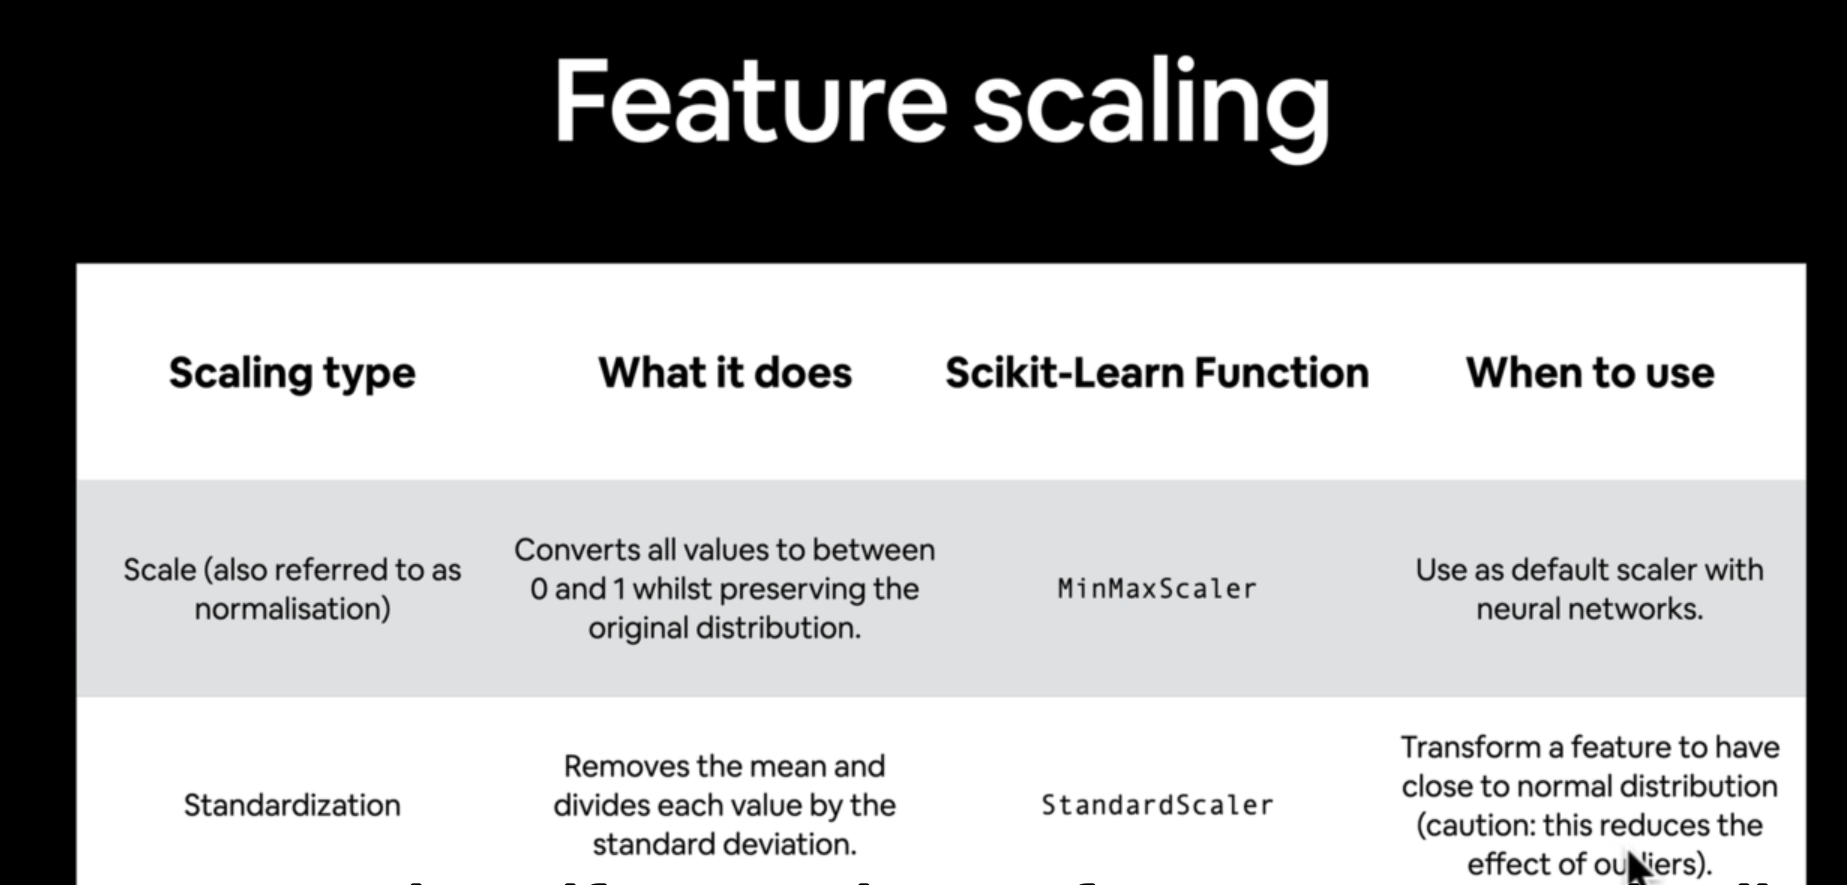 Feature scaling
Scaling type
What it does
Scikit-Learn Function
When to use
Scale (also referred to as
normalisation)
Converts all values to between
0 and 1 whilst preserving the
original distribution.
MinMaxScaler
Use as default scaler with
neural networks.
Standardization
Removes the mean and
divides each value by the
standard deviation.
StandardScaler
Transform a feature to have
close to normal distribution
(caution: this reduces the
effect of outliers).